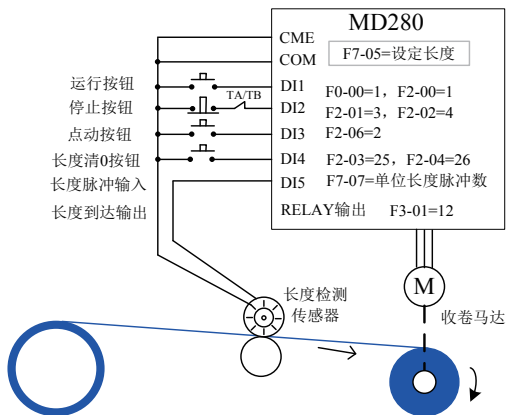 MD280
CME
COM
F7-05=设定长度
运行按钮
DI1
F0-00=1，F2-00=1
停止按钮
TA/TB
DI2
F2-01=3，F2-02=4
点动按钮
DI3
F2-06=2
长度清0按钮
DI4
F2-03=25，F2-04=26
长度脉冲输入
DI5
F7-07=单位长度脉冲数
长度到达输出
RELAY输出
F3-01=12
M
长度检测
传感器
收卷马达